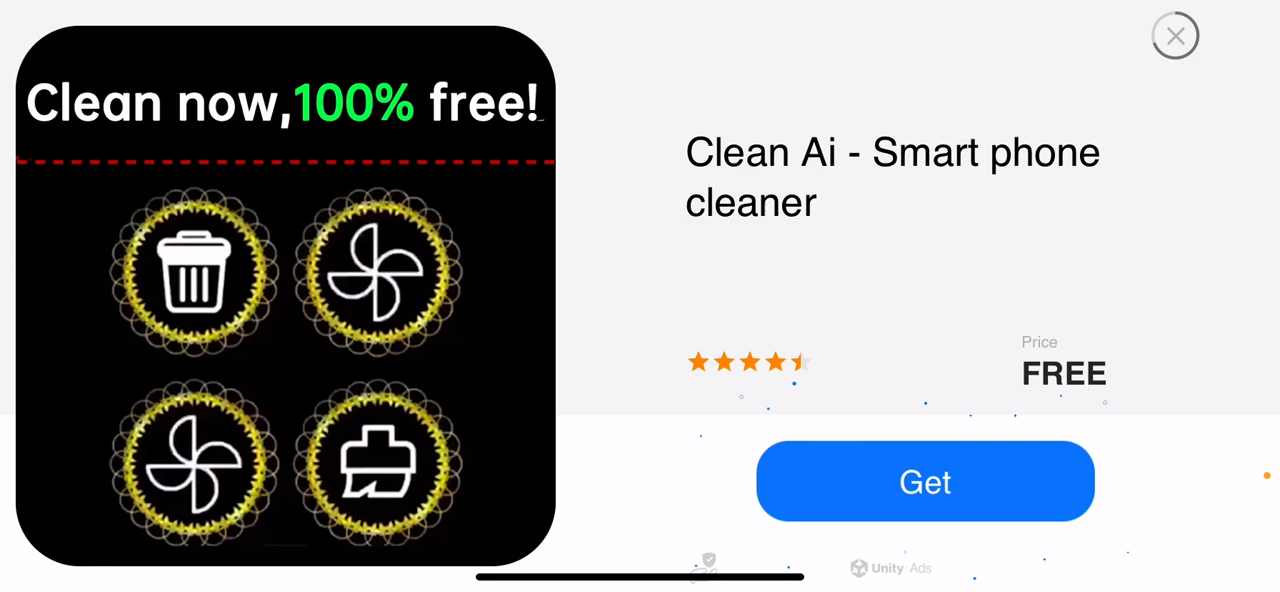 Clean now,100% free!
Clean Ai - Smart phone
cleaner
Price
FREE
Get
Unity Ads